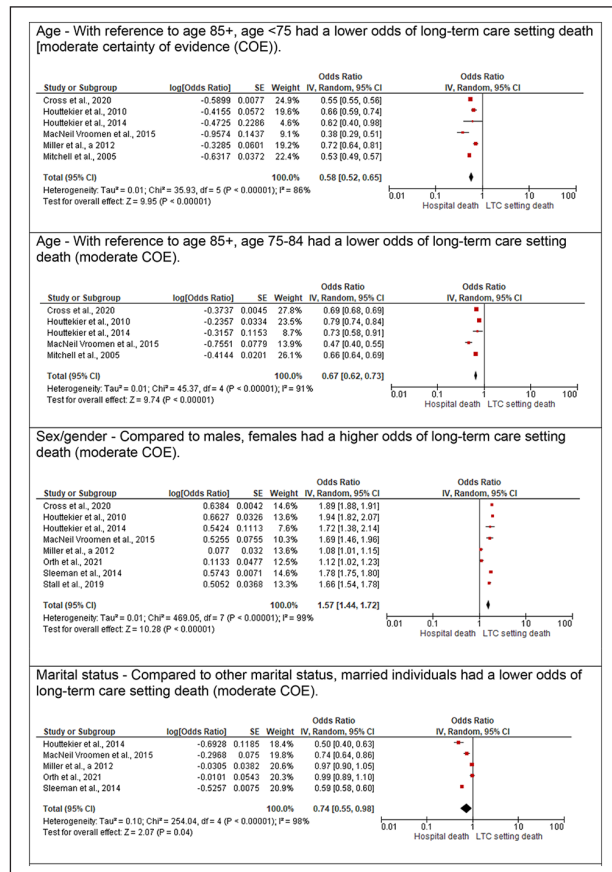 Age - With reference to age 85+, age <75 had a lower odds of long-term care setting death
[moderate certainty of evidence (COE)).
Odds Ratio Odds Ratio
Study or Subgroup log[Odds Ratio] SE Weight IV, Random, 95% CI IV, Random, 95% CI
Cross et al., 2020 -0.5899 0.0077 24.9% 0.55 [0.55, 0.56]
Houttekier et al., 2010 -0.4155 0.0572 19.6% 0.66 [0.59, 0.74]
Houttekier et al., 2014 -0.4725 0.2286 4.6% 0.62 [0.40, 0.98]
MacNeil Vroomen et al., 2015 -0.9574 0.1437 9.1% 0.38 [0.29, 0.51]
Miller et al., a 2012 -0.3285 0.0601 19.2% 0.72 [0.64, 0.81]
Mitchell et al., 2005 -0.6317 0.0372 22.4% 0.53 [0.49, 0.57]
Total (95% CI) 100.0% 0.58 [0.52, 0.65]
Heterogeneity: Tau² = 0.01; Chi² = 35.93, df = 5 (P < 0.00001); I² = 86%
Test for overall effect: Z = 9.95 (P < 0.00001)
0.01 0.1 1 10 100
Hospital death LTC setting death
Age - With reference to age 85+, age 75-84 had a lower odds of long-term care setting
death (moderate COE).
Odds Ratio Odds Ratio
Study or Subgroup log[Odds Ratio] SE Weight IV, Random, 95% CI IV, Random, 95% CI
Cross et al., 2020 -0.3737 0.0045 27.8% 0.69 [0.68, 0.69]
Houttekier et al., 2010 -0.2357 0.0334 23.5% 0.79 [0.74, 0.84]
Houttekier et al., 2014 -0.3157 0.1153 8.7% 0.73 [0.58, 0.91]
MacNeil Vroomen et al., 2015 -0.7551 0.0779 13.9% 0.47 [0.40, 0.55]
Mitchell et al., 2005 -0.4144 0.0201 26.1% 0.66 [0.64, 0.69]
Total (95% CI) 100.0% 0.67 [0.62, 0.73]
Heterogeneity: Tau² = 0.01; Chi² = 45.37, df = 4 (P < 0.00001); I² = 91%
Test for overall effect: Z = 9.74 (P < 0.00001)
0.01 0.1 1 10 100
Hospital death LTC setting death
Sex/gender - Compared to males, females had a higher odds of long-term care setting
death (moderate COE).
Odds Ratio Odds Ratio
Study or Subgroup log[Odds Ratio] SE Weight IV, Random, 95% CI IV, Random, 95% CI
Cross et al., 2020 0.6384 0.0042 14.6% 1.89 [1.88, 1.91]
Houttekier et al., 2010 0.6627 0.0326 13.6% 1.94 [1.82, 2.07]
Houttekier et al., 2014 0.5424 0.1113 7.6% 1.72 [1.38, 2.14]
MacNeil Vroomen et al., 2015 0.5255 0.0755 10.3% 1.69 [1.46, 1.96]
Miller et al., a 2012 0.077 0.032 13.6% 1.08 [1.01, 1.15]
Orth et al., 2021 0.1133 0.0477 12.5% 1.12 [1.02, 1.23]
Sleeman et al., 2014 0.5743 0.0071 14.6% 1.78 [1.75, 1.80]
Stall et al., 2019 0.5052 0.0368 13.3% 1.66 [1.54, 1.78]
Total (95% CI) 100.0% 1.57 [1.44, 1.72]
Heterogeneity: Tau² = 0.01; Chi² = 469.05, df = 7 (P < 0.00001); I² = 99%
Test for overall effect: Z = 10.28 (P < 0.00001)
0.01 0.1 1 10 100
Hospital death LTC setting death
Marital status - Compared to other marital status, married individuals had a lower odds of
long-term care setting death (moderate COE).
Odds Ratio Odds Ratio
Study or Subgroup log[Odds Ratio] SE Weight IV, Random, 95% CI IV, Random, 95% CI
Houttekier et al., 2014 -0.6928 0.1185 18.4% 0.50 [0.40, 0.63]
MacNeil Vroomen et al., 2015 -0.2968 0.075 19.8% 0.74 [0.64, 0.86]
Miller et al., a 2012 -0.0305 0.0382 20.6% 0.97 [0.90, 1.05]
Orth et al., 2021 -0.0101 0.0543 20.3% 0.99 [0.89, 1.10]
Sleeman et al., 2014 -0.5257 0.0075 20.9% 0.59 [0.58, 0.60]
Total (95% CI) 100.0% 0.74 [0.55, 0.98]
Heterogeneity: Tau² = 0.10; Chi² = 254.04, df = 4 (P < 0.00001); I² = 98%
Test for overall effect: Z = 2.07 (P = 0.04)
0.01 0.1 1 10 100
Hospital death LTC setting death